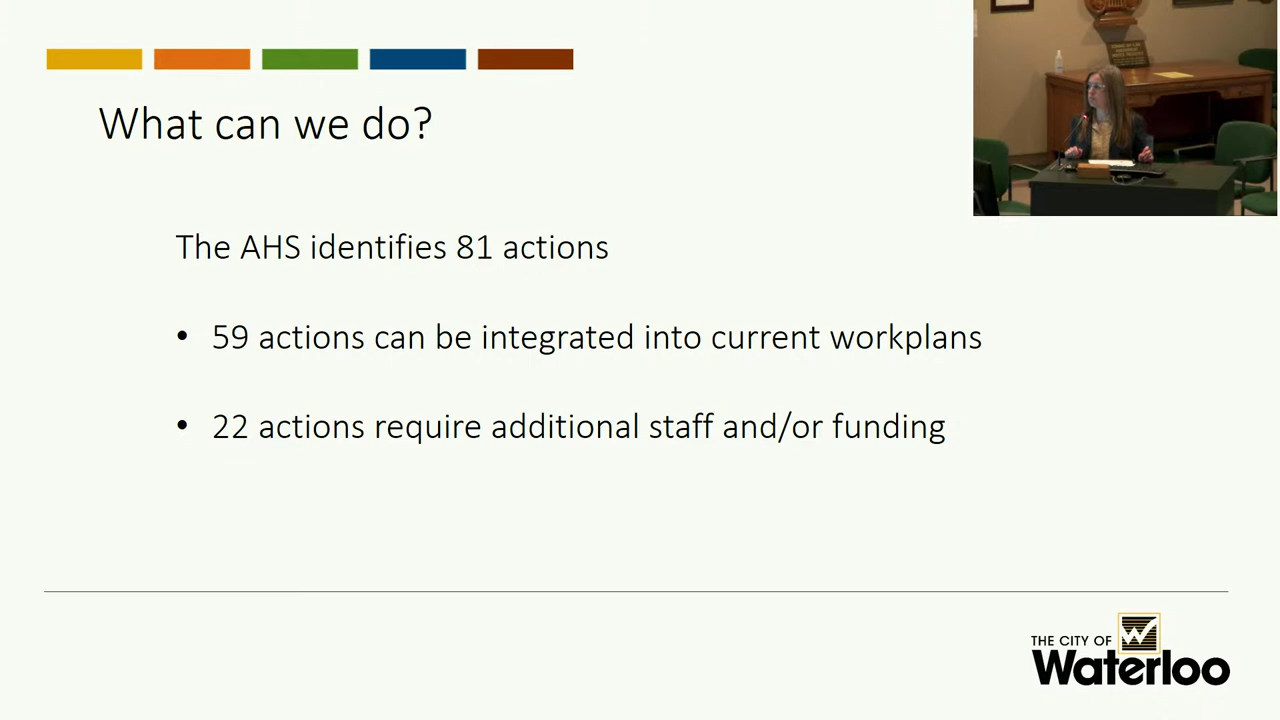 What can we do?
The AHS identifies 81 actions
• 59 actions can be integrated into current workplans
• 22 actions require additional staff and/or funding
THE CITY OF
Waterloo